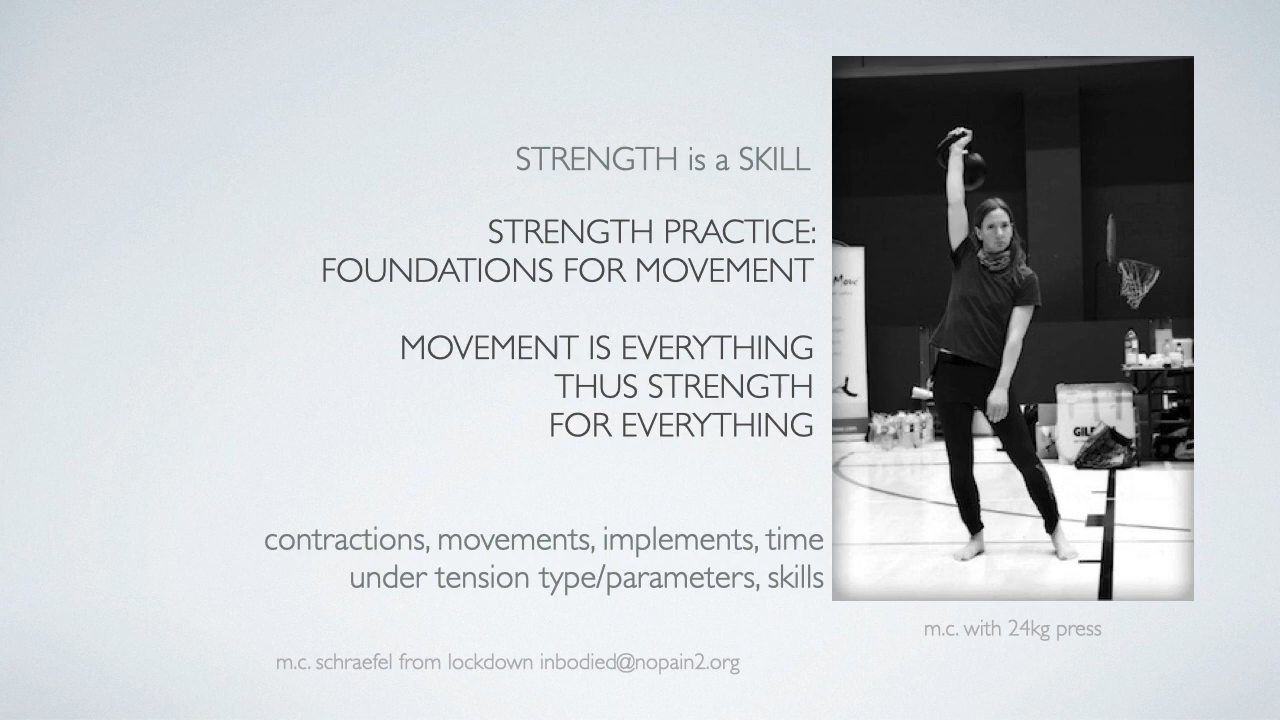 STRENGTH is a SKILL
STRENGTH PRACTICE:
FOUNDATIONS FOR MOVEMENT
MOVEMENT IS EVERYTHING
THUS STRENGTH
FOR EVERYTHING
contractions, movements, implements, time
under tension type/parameters, skills
m.c. with 24kg press
m.c. schraefel from lockdown inbodied@nopain2.org